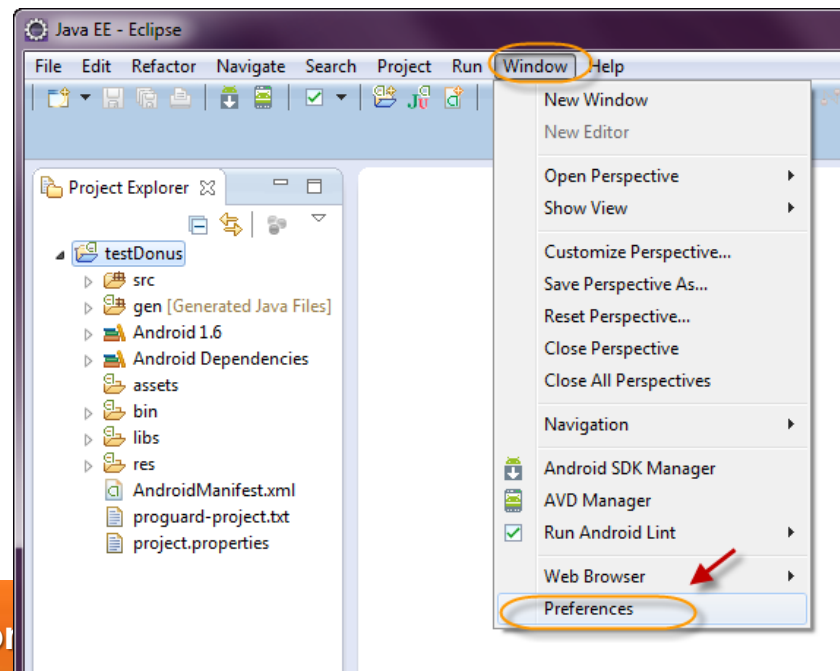 Java EE - Eclipse
File Edit Refactor Navigate Search Project Run Window Help
New Window
New Editor
Open Perspective
Show View
Customize Perspective...
Save Perspective As...
Reset Perspective...
Close Perspective
Close All Perspectives
Navigation
Android SDK Manager
AVD Manager
Run Android Lint
Web Browser
Preferences
Project Explorer
testDonus
src
gen [Generated Java Files]
Android 1.6
Android Dependencies
assets
bin
libs
res
AndroidManifest.xml
proguard-project.txt
project.properties